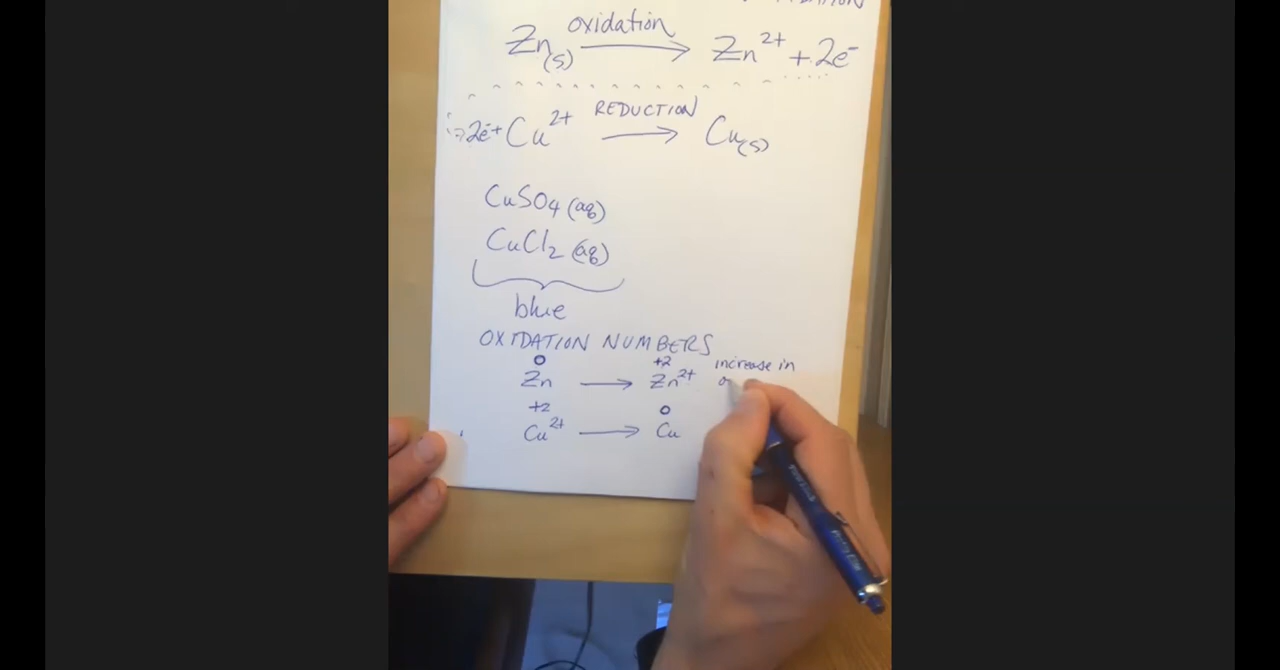 oxidation
Zn(s) → Zn²⁺ + 2e⁻
REDUCTION
2e⁻ + Cu²⁺ → Cu(s)
CuSO4 (aq)
CuCl2 (aq)
blue
OXIDATION NUMBERS
0 +2 increase in
Zn → Zn²⁺ o
+2 0
Cu²⁺ → Cu